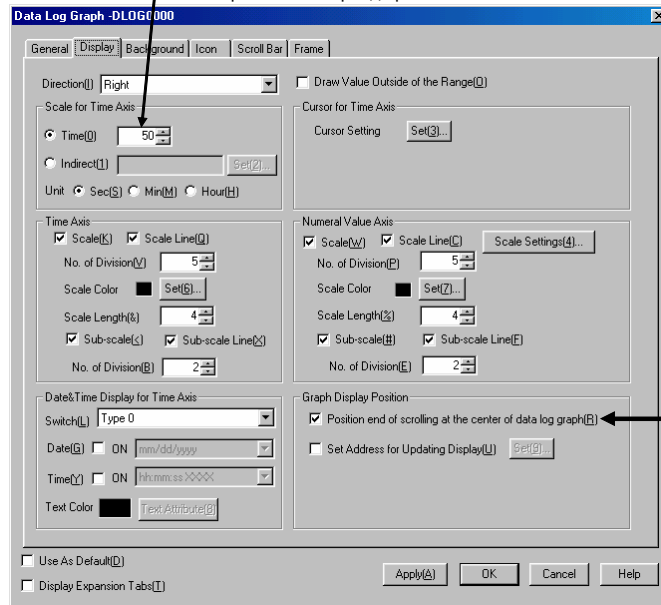 Data Log Graph -DLOG0000
General Display Background Icon Scroll Bar Frame
Direction(I) Right
Draw Value Outside of the Range(O)
Scale for Time Axis
Time(0) 50
Indirect(1) Set(2)...
Unit Sec(S) Min(M) Hour(H)
Cursor for Time Axis
Cursor Setting Set(3)...
Time Axis
Scale(K) Scale Line(Q)
No. of Division(V) 5
Scale Color Set(6)...
Scale Length(&) 4
Sub-scale(<) Sub-scale Line(X)
No. of Division(B) 2
Numeral Value Axis
Scale(W) Scale Line(C) Scale Settings(4)...
No. of Division(P) 5
Scale Color Set(7)...
Scale Length(%) 4
Sub-scale(#) Sub-scale Line(F)
No. of Division(E) 2
Date&Time Display for Time Axis
Switch(L) Type 0
Date(G) ON mm/dd/yyyy
Time(Y) ON hh:mm:ss XXXX
Text Color Text Attribute(8)
Graph Display Position
Position end of scrolling at the center of data log graph(R)
Set Address for Updating Display(U) Set(9)...
Use As Default(D)
Display Expansion Tabs(T)
Apply(A) OK Cancel Help